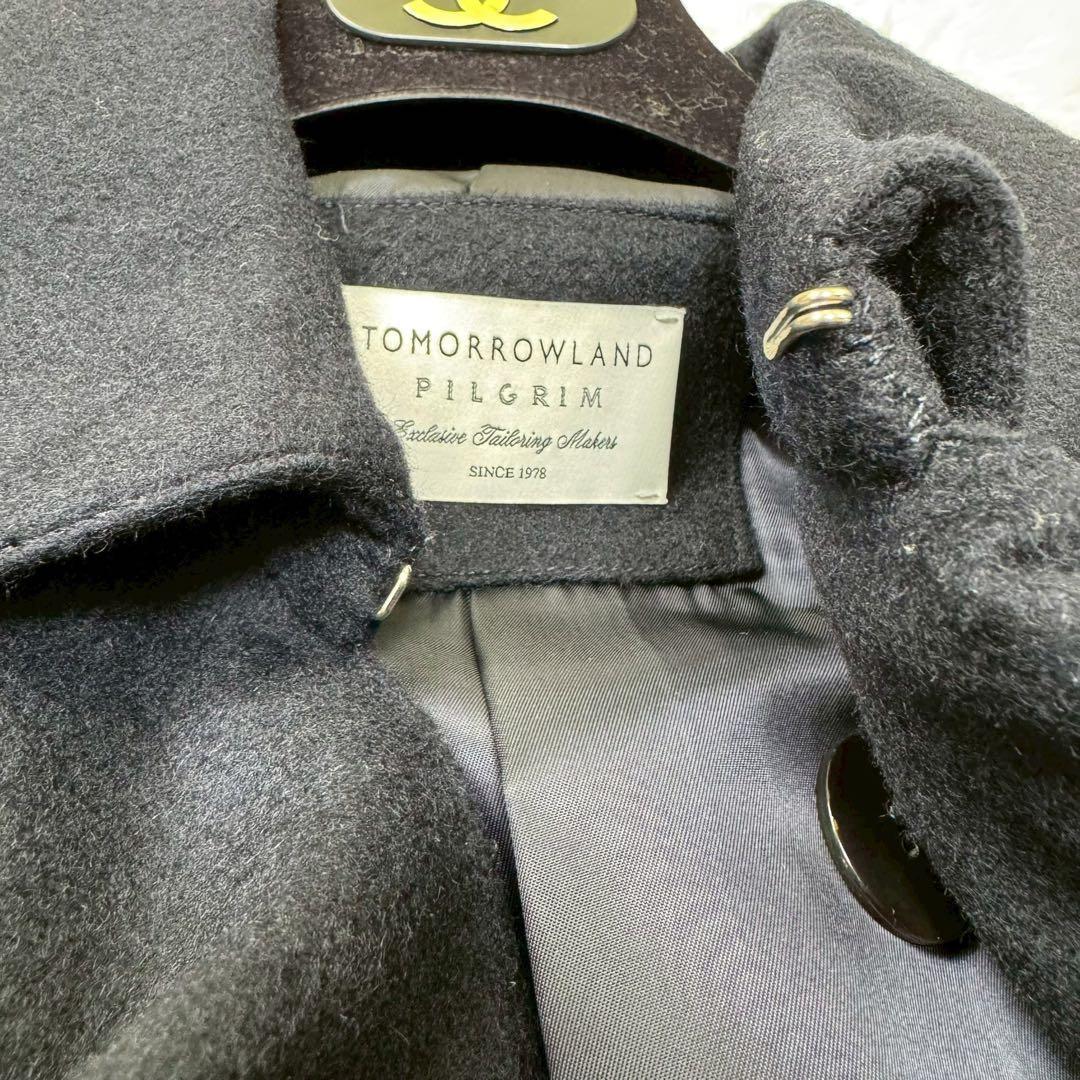 TOMORROWLAND
PILGRIM
Exclusive Tailoring Makers
SINCE 1978